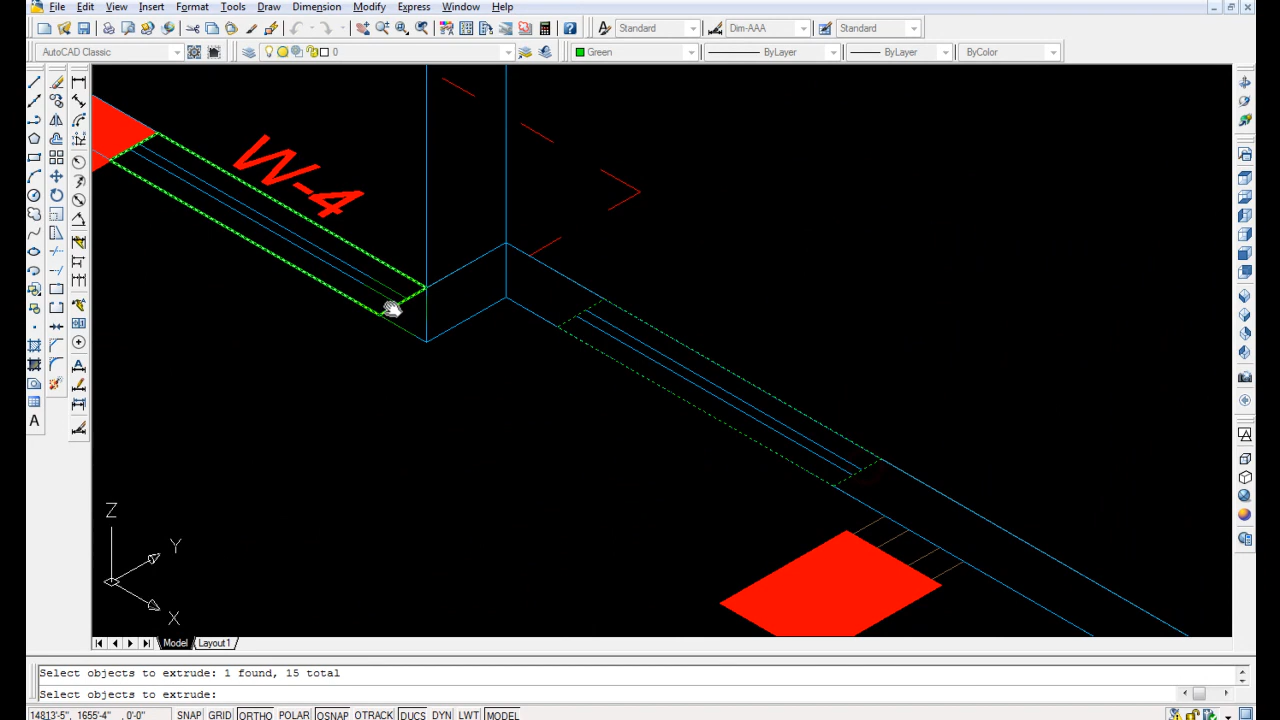 File Edit View Insert Format Tools Draw Dimension Modify Express Window Help
Standard Dim-AAA Standard
AutoCAD Classic 0 Green ByLayer ByLayer ByColor
W-4
Z
Y
X
A
A
Model Layout1
Select objects to extrude: 1 found, 15 total
Select objects to extrude:
14813'-5", 1655'-4" , 0'-0" SNAP GRID ORTHO POLAR OSNAP OTRACK DUCS DYN LWT MODEL